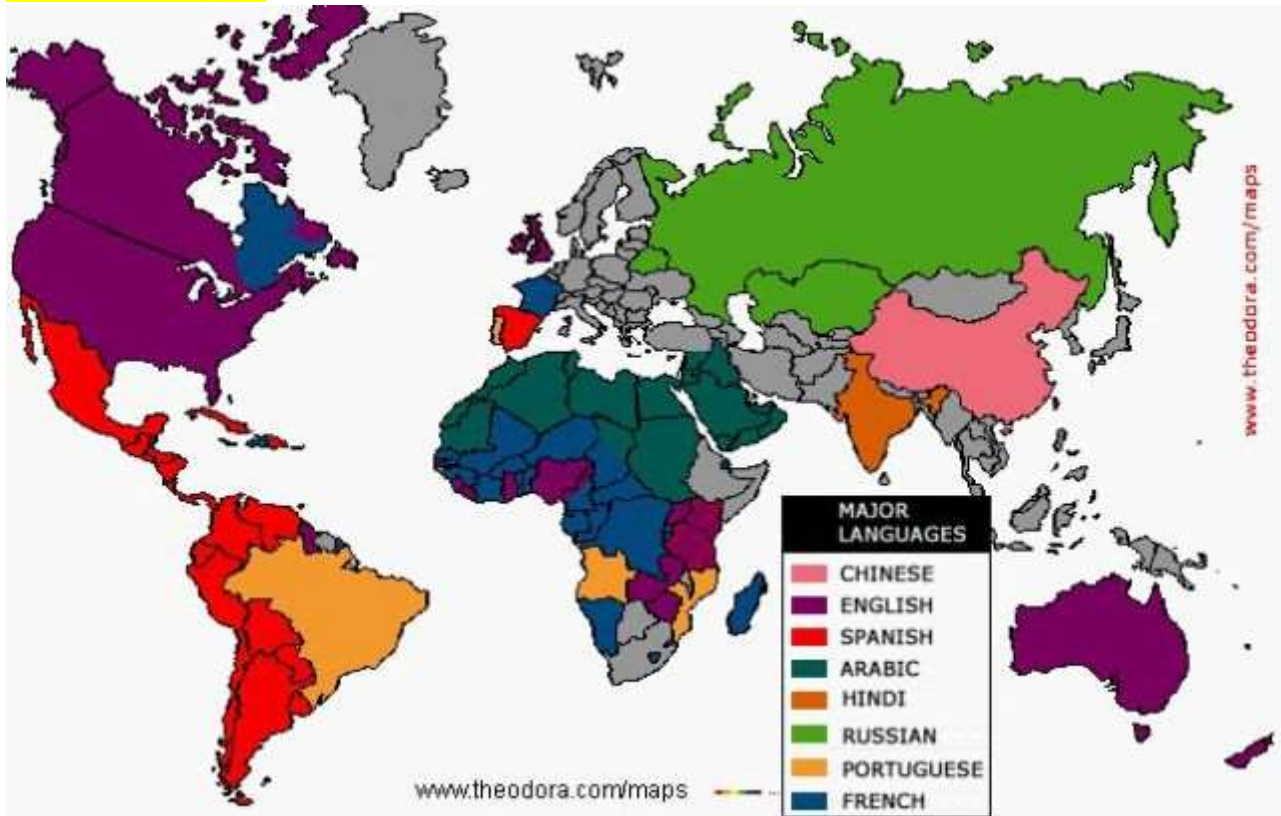 www.theodora.com/maps
MAJOR
LANGUAGES
CHINESE
ENGLISH
SPANISH
ARABIC
HINDI
RUSSIAN
PORTUGUESE
FRENCH
www.theodora.com/maps